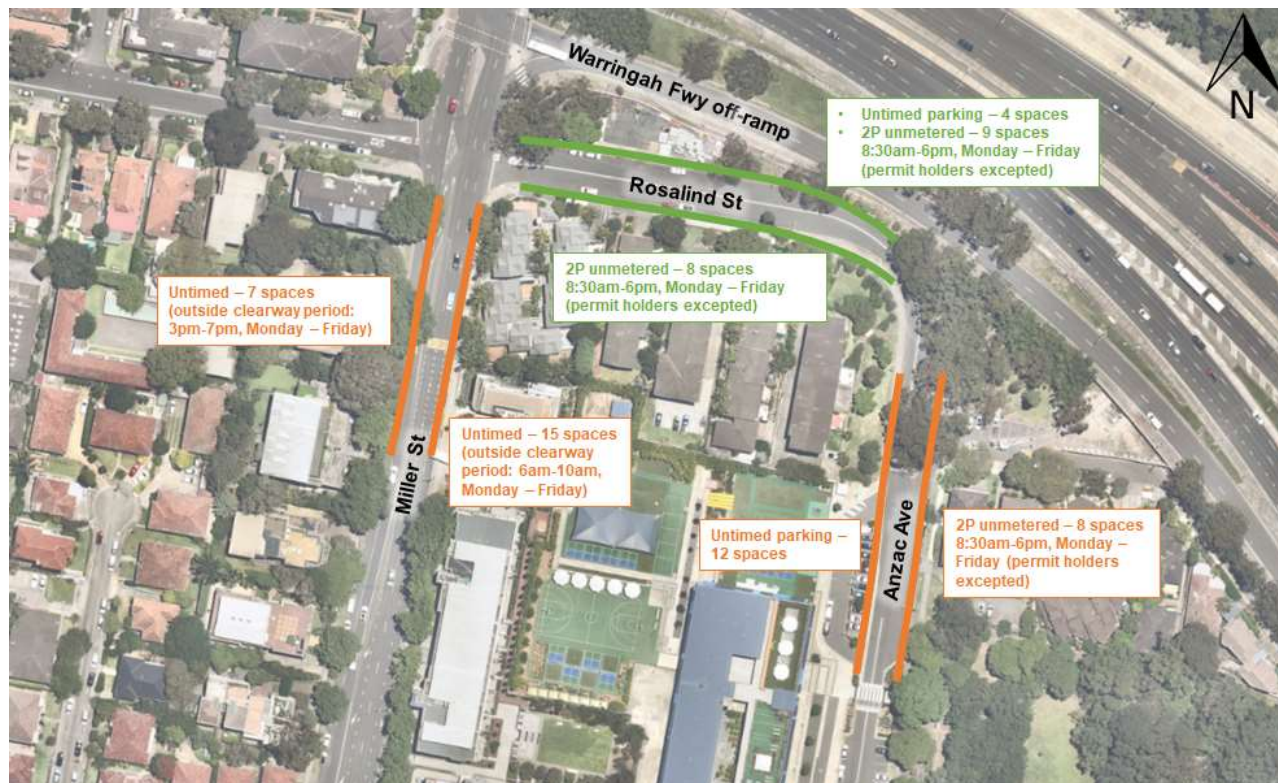 Warringah Fwy off-ramp
N
• Untimed parking – 4 spaces
• 2P unmetered – 9 spaces
8:30am-6pm, Monday – Friday
(permit holders excepted)
Rosalind St
2P unmetered – 8 spaces
8:30am-6pm, Monday – Friday
(permit holders excepted)
Untimed – 7 spaces
(outside clearway period:
3pm-7pm, Monday – Friday)
Untimed – 15 spaces
(outside clearway
period: 6am-10am,
Monday – Friday)
Miller St
Untimed parking –
12 spaces
Anzac Ave
2P unmetered – 8 spaces
8:30am-6pm, Monday –
Friday (permit holders
excepted)